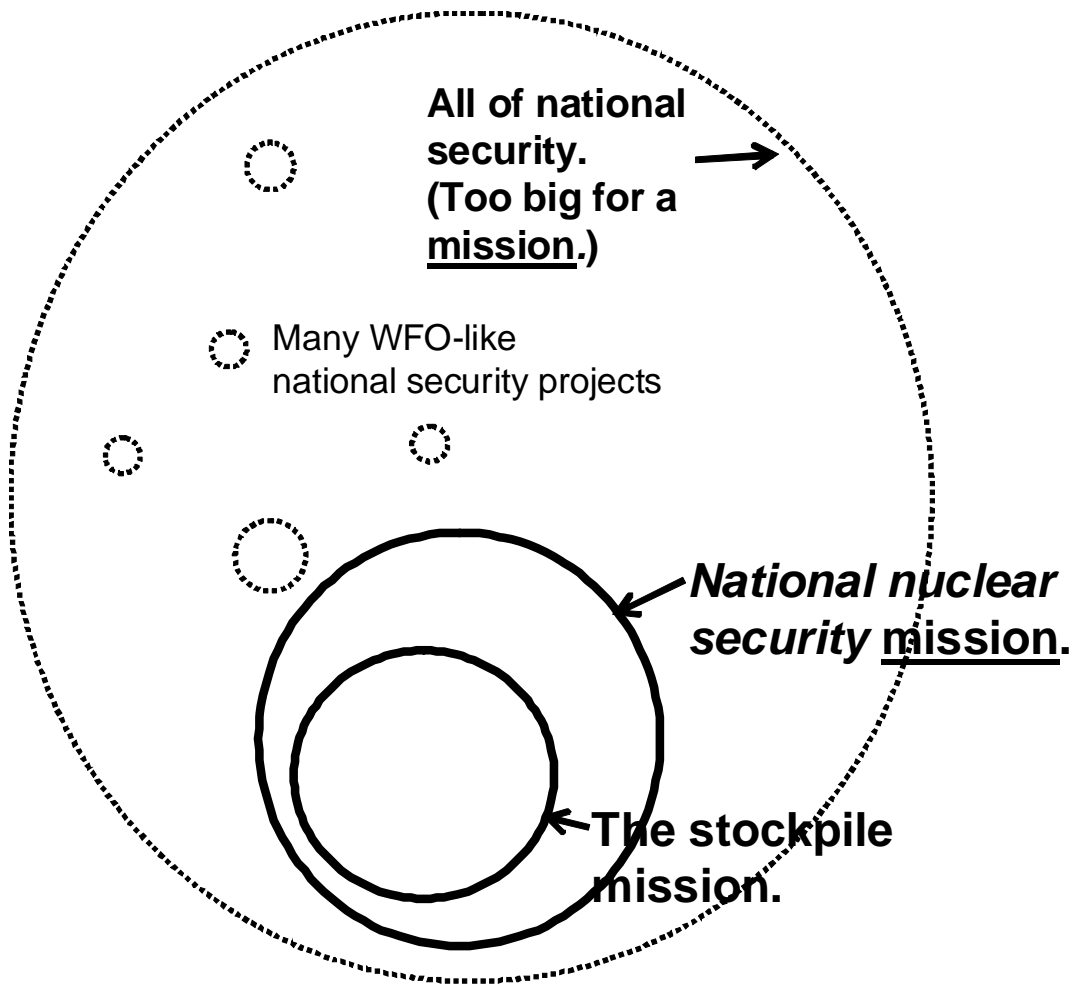 All of national
security.
(Too big for a
mission.)
Many WFO-like
national security projects
National nuclear
security mission.
The stockpile
mission.